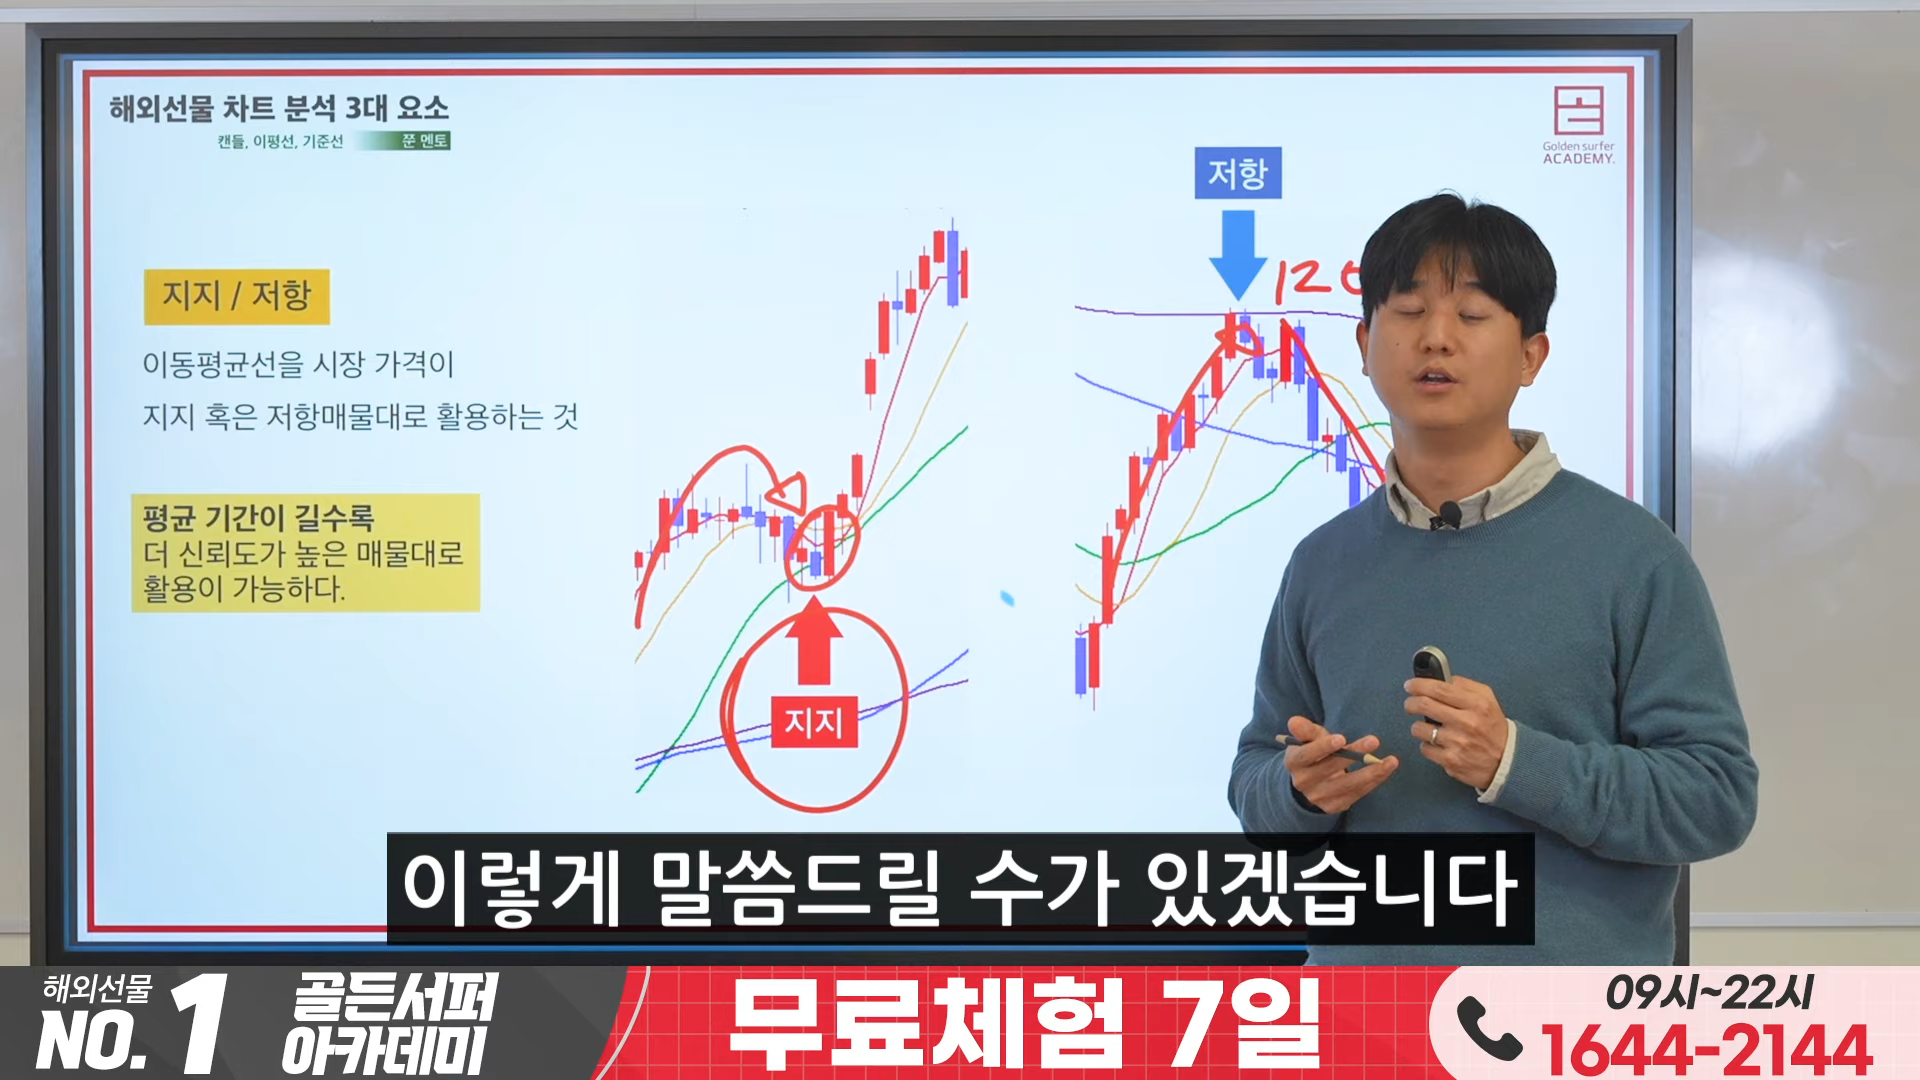 해외선물 차트 분석 3대 요소
캔들, 이평선, 기준선
쭌 멘토
Golden surfer
ACADEMY.
저항
120
지지 / 저항
이동평균선을 시장 가격이
지지 혹은 저항매물대로 활용하는 것
평균 기간이 길수록
더 신뢰도가 높은 매물대로
활용이 가능하다.
지지
이렇게 말씀드릴 수가 있겠습니다
해외선물
NO. 1
골든서퍼
아카데미
무료체험 7일
09시~22시
1644-2144